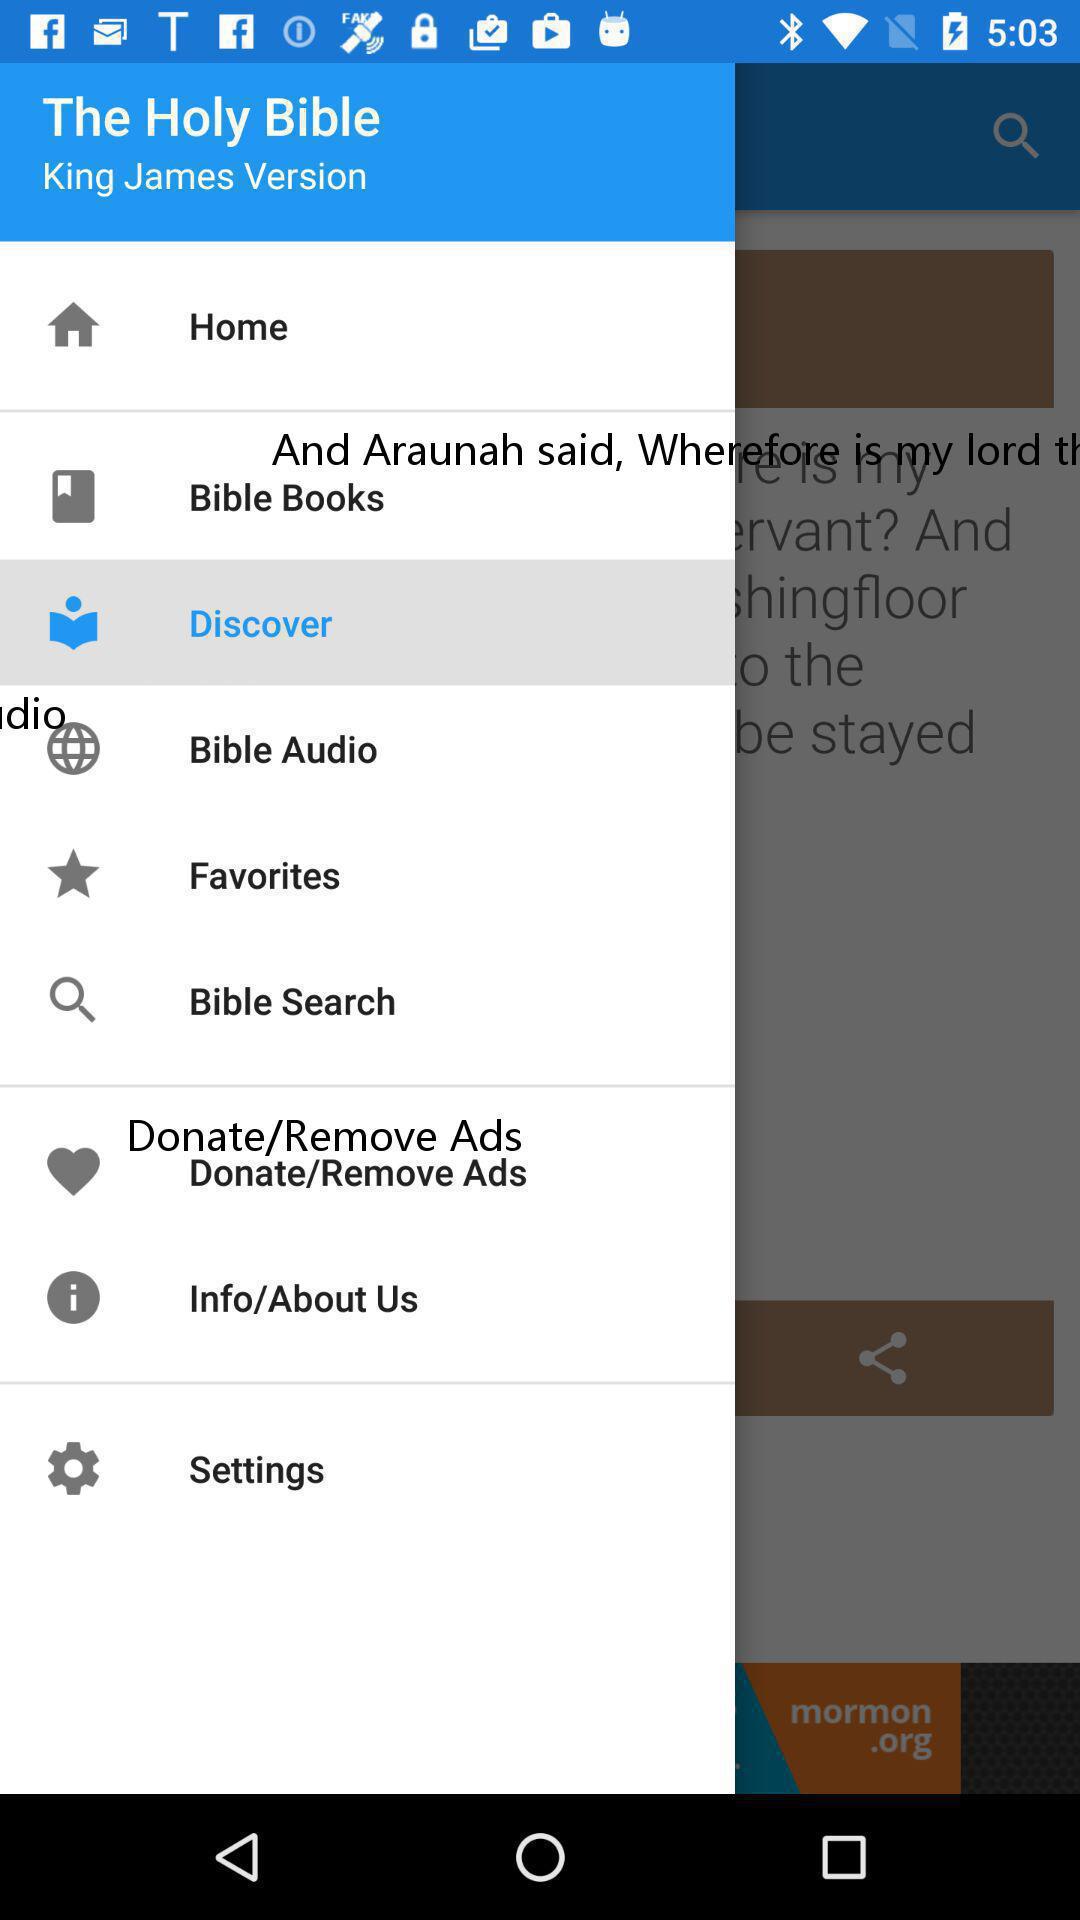 FAKE
5:03
The Holy Bible
King James Version
Home
And Araunah said, Wherefore is my lord th
Bible Books
re is my
ervant? And
Discover
shingfloor
to the
udio
be stayed
Bible Audio
Favorites
Bible Search
Donate/Remove Ads
Donate/Remove Ads
Info/About Us
Settings
mormon
.org